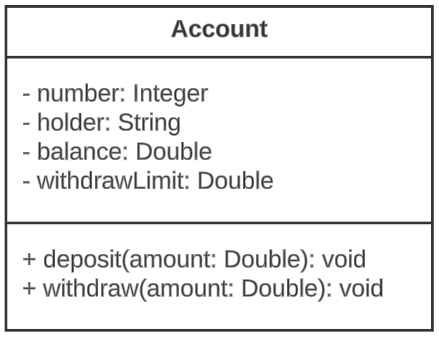 Account
- number: Integer
- holder: String
- balance: Double
- withdrawLimit: Double
+ deposit(amount: Double): void
+ withdraw(amount: Double): void